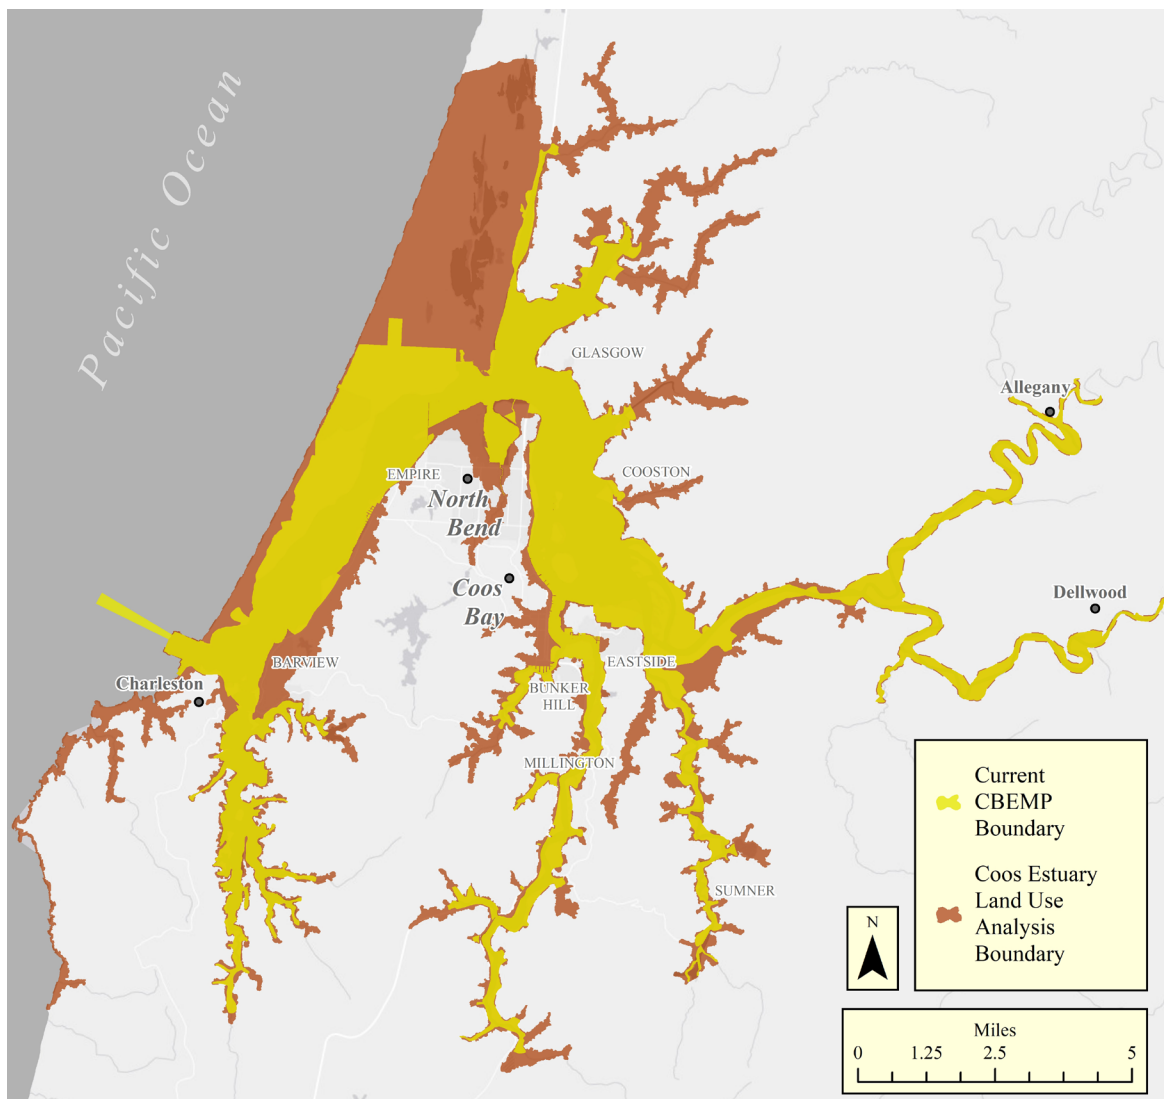 Pacific Ocean
GLASGOW
Allegany
EMPIRE
COOSTON
North
Bend
Coos
Bay
Dellwood
BARVIEW
EASTSIDE
Charleston
BUNKER
HILL
MILLINGTON
SUMNER
Current
CBEMP
Boundary
Coos Estuary
Land Use
Analysis
Boundary
N
Miles
0 1.25 2.5 5